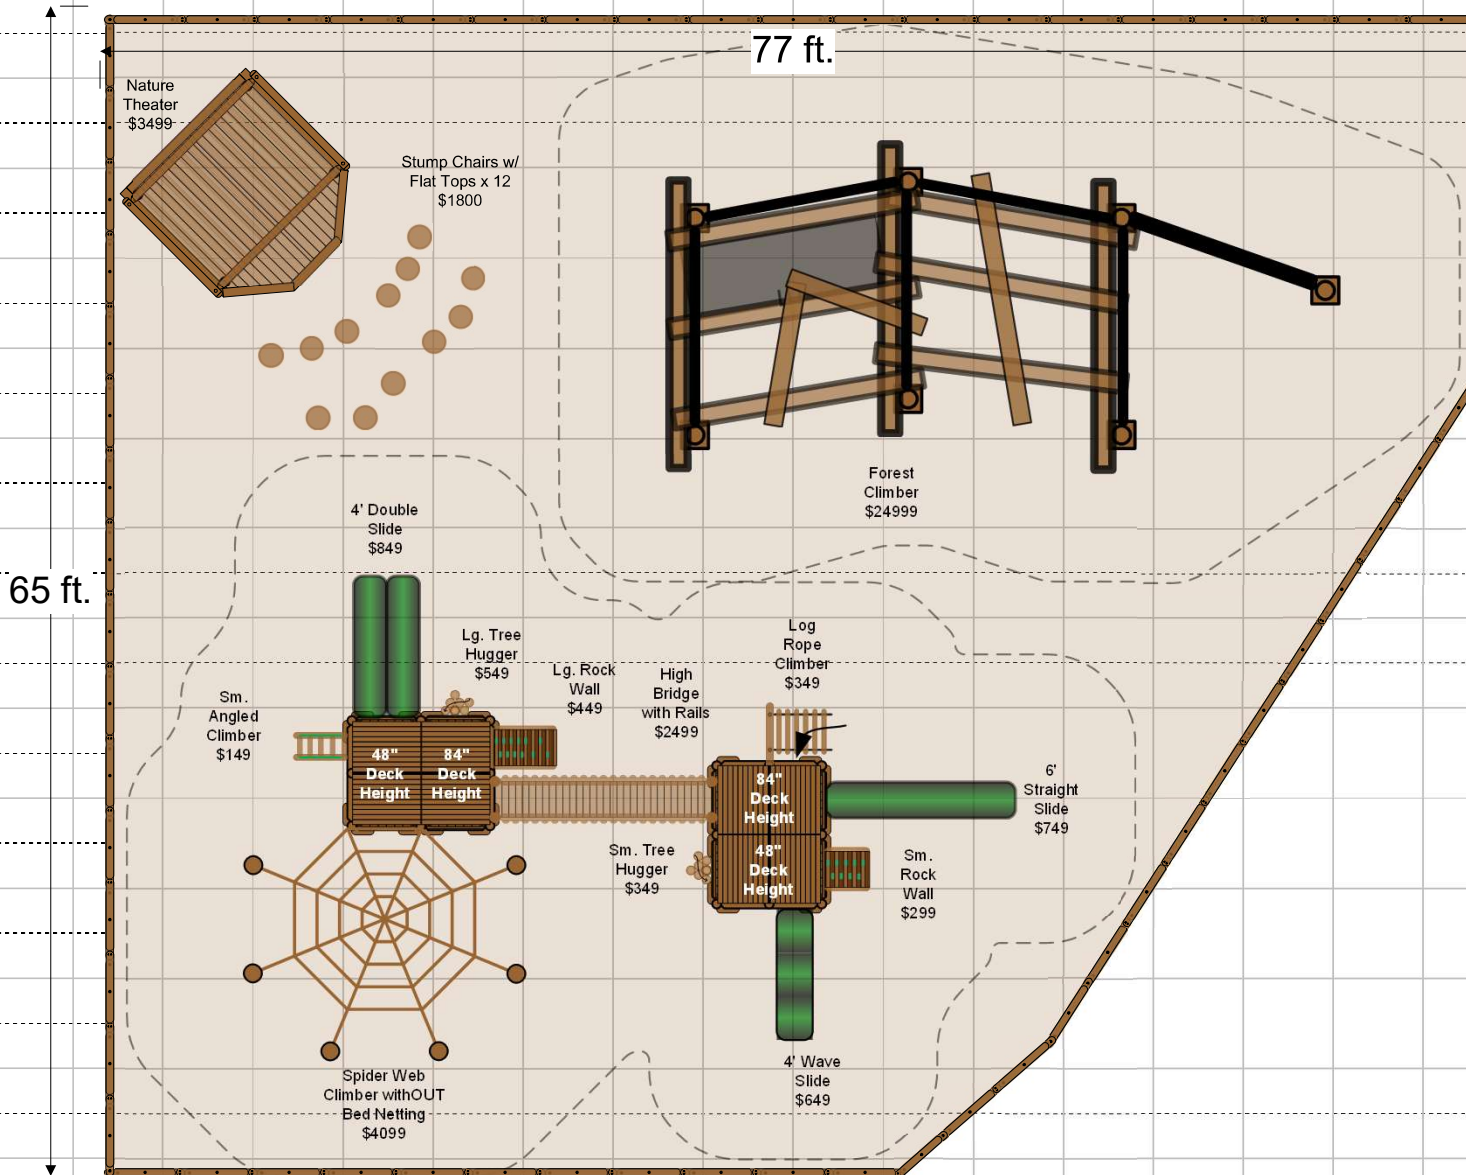 77 ft.
Nature
Theater
$3499
Stump Chairs w/
Flat Tops x 12
$1800
Forest
Climber
$24999
4' Double
Slide
$849
65 ft.
Lg. Tree
Hugger
$549
Lg. Rock
Wall
$449
High
Bridge
with Rails
$2499
Log
Rope
Climber
$349
Sm.
Angled
Climber
$149
48"
Deck
Height
84"
Deck
Height
84"
Deck
Height
48"
Deck
Height
6'
Straight
Slide
$749
Sm. Tree
Hugger
$349
Sm.
Rock
Wall
$299
4' Wave
Slide
$649
Spider Web
Climber withOUT
Bed Netting
$4099